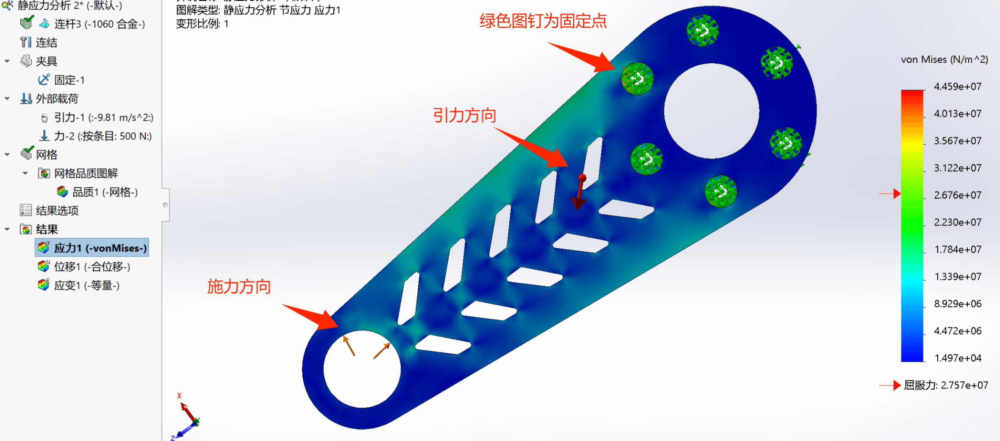 静应力分析 2* (-默认-)
连杆3 (-1060 合金-)
连结
夹具
固定-1
外部载荷
引力-1 (:-9.81 m/s^2:)
力-2 (:按条目: 500 N:)
网格
网格品质图解
品质1 (-网格-)
结果选项
结果
应力1 (-vonMises-)
位移1 (-合位移-)
应变1 (-等量-)
图解类型: 静应力分析 节应力 应力1
变形比例: 1
绿色图钉为固定点
引力方向
施力方向
von Mises (N/m^2)
4.459e+07
4.013e+07
3.567e+07
3.122e+07
2.676e+07
2.230e+07
1.784e+07
1.339e+07
8.929e+06
4.472e+06
1.497e+04
屈服力: 2.757e+07
X
Y
Z